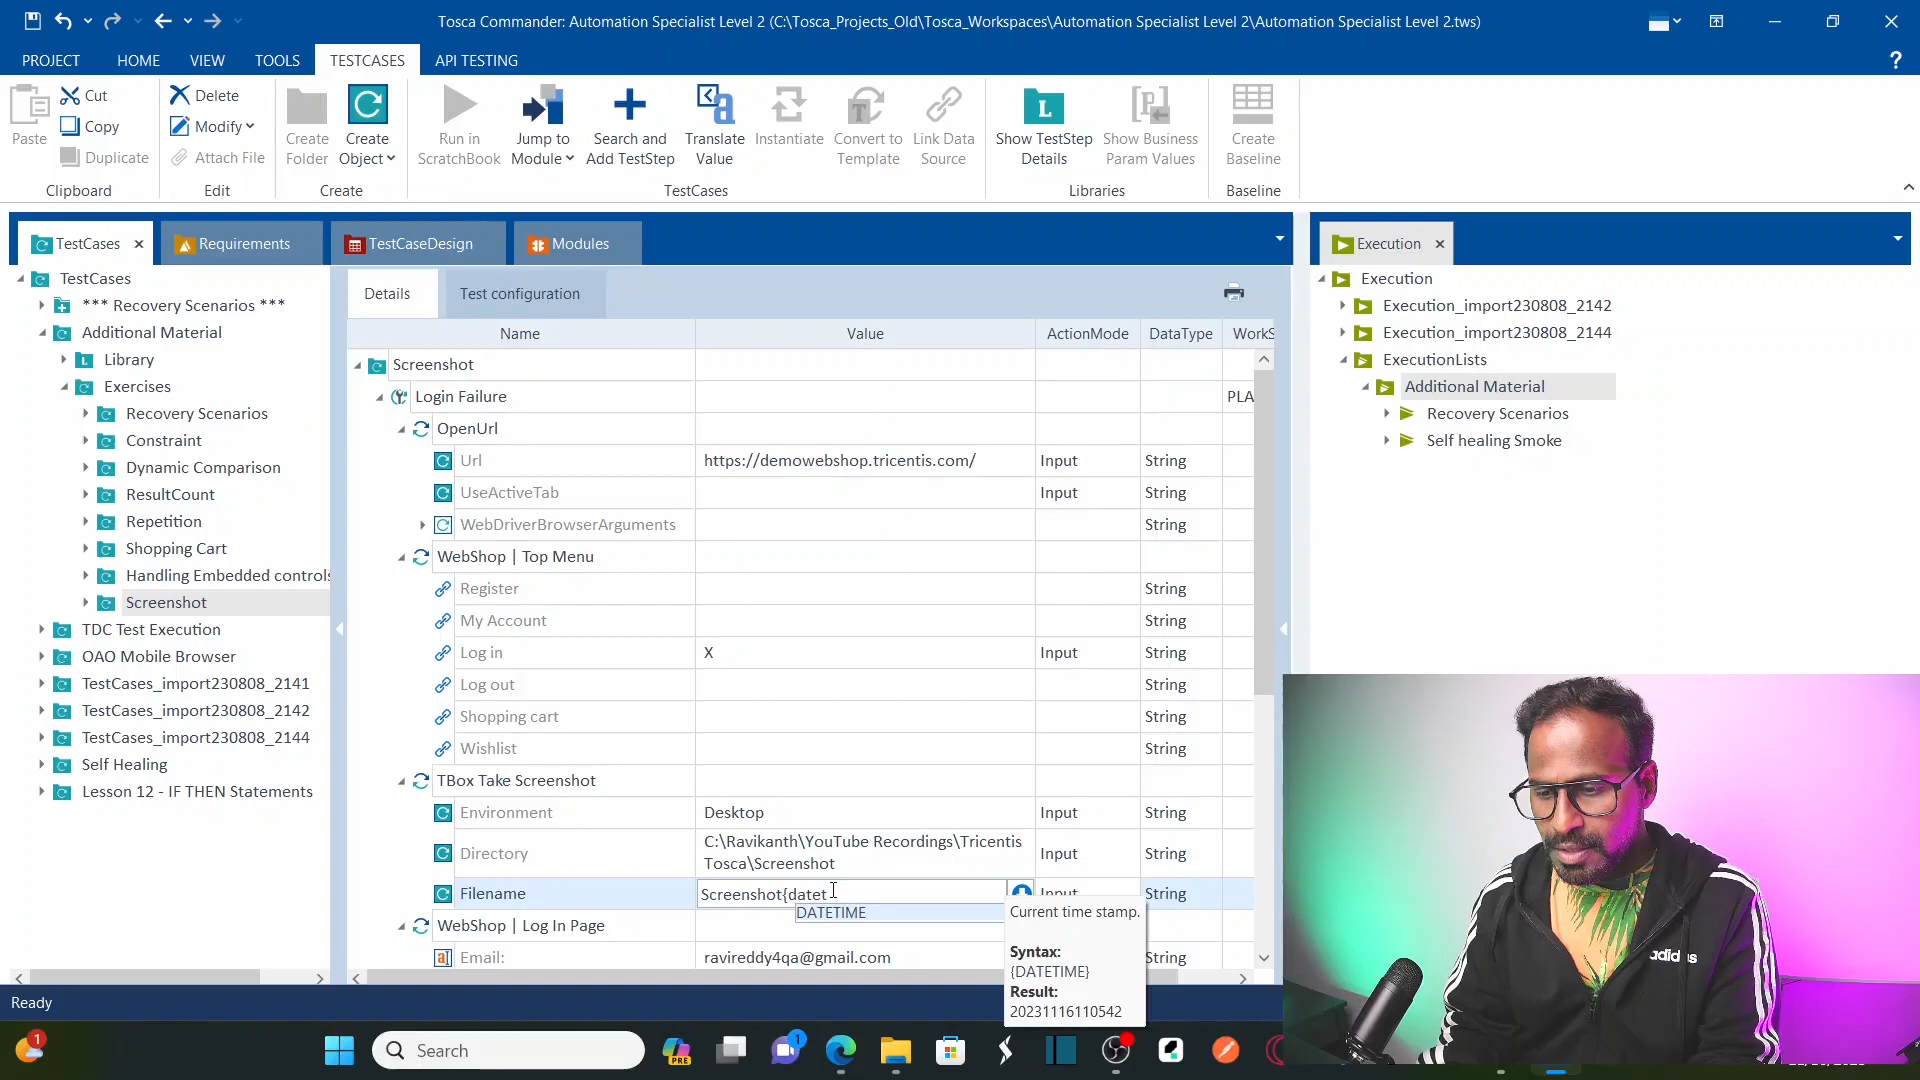 Tosca Commander: Automation Specialist Level 2 (C:\Tosca_Projects_Old\Tosca_Workspaces\Automation Specialist Level 2\Automation Specialist Level 2.tws)
PROJECT HOME VIEW TOOLS TESTCASES API TESTING ?
Paste
Cut
Copy
Duplicate
Clipboard
Delete
Modify
Attach File
Edit
Create Folder
Create Object
Create
Run in ScratchBook
Jump to Module
Search and Add TestStep
Translate Value
Instantiate
Convert to Template
Link Data Source
TestCases
Show TestStep Details
Show Business Param Values
Libraries
Create Baseline
Baseline
TestCases
Requirements
TestCaseDesign
Modules
Execution
TestCases
*** Recovery Scenarios ***
Additional Material
Library
Exercises
Recovery Scenarios
Constraint
Dynamic Comparison
ResultCount
Repetition
Shopping Cart
Handling Embedded controls
Screenshot
TDC Test Execution
OAO Mobile Browser
TestCases_import230808_2141
TestCases_import230808_2142
TestCases_import230808_2144
Self Healing
Lesson 12 - IF THEN Statements
Details Test configuration
Name Value ActionMode DataType WorkS
Screenshot
Login Failure PLA
OpenUrl
Url https://demowebshop.tricentis.com/ Input String
UseActiveTab Input String
WebDriverBrowserArguments String
WebShop | Top Menu
Register String
My Account String
Log in X Input String
Log out String
Shopping cart String
Wishlist String
TBox Take Screenshot
Environment Desktop Input String
Directory C:\Ravikanth\YouTube Recordings\Tricentis Tosca\Screenshot Input String
Filename Screenshot{datet Input String
DATETIME
Current time stamp.
Syntax:
{DATETIME}
Result:
20231116110542
WebShop | Log In Page
Email: ravireddy4qa@gmail.com String
Execution
Execution_import230808_2142
Execution_import230808_2144
ExecutionLists
Additional Material
Recovery Scenarios
Self healing Smoke
Ready
1
Search
PRE
1
adidas